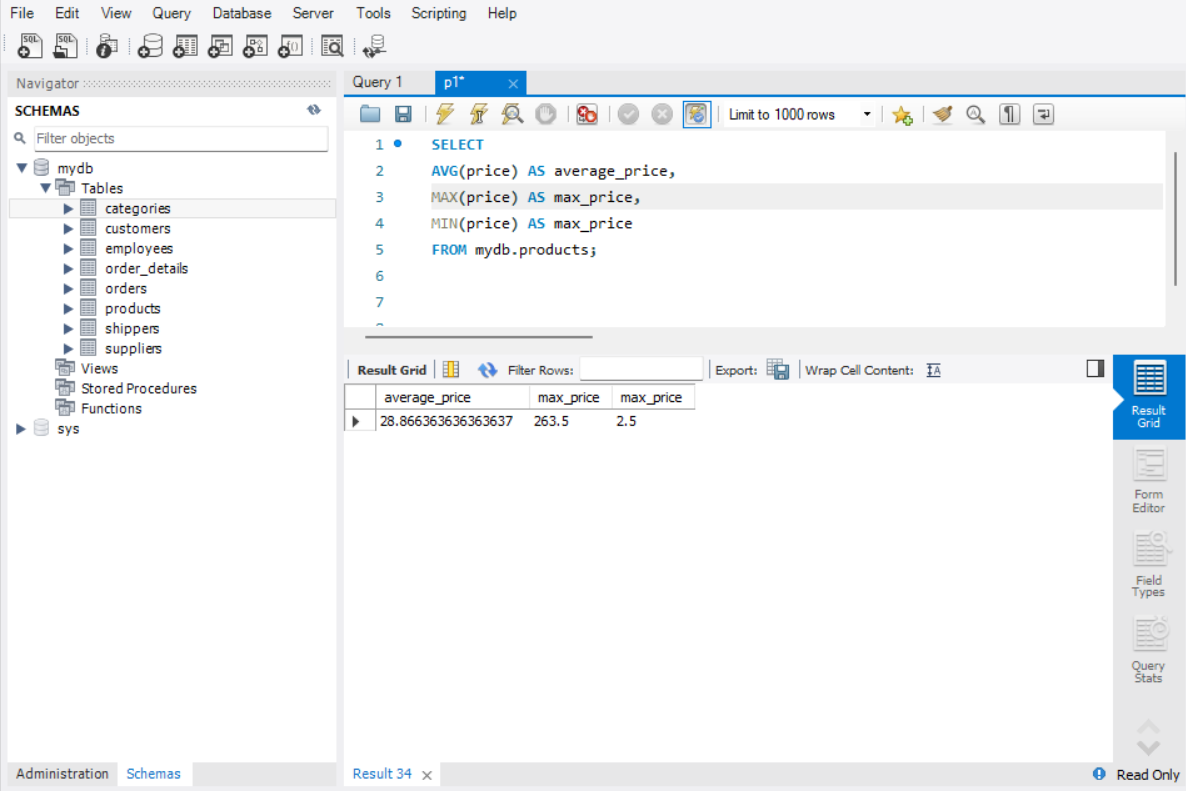 File Edit View Query Database Server Tools Scripting Help
SQL SQL
Navigator
SCHEMAS
Filter objects
mydb
Tables
categories
customers
employees
order_details
orders
products
shippers
suppliers
Views
Stored Procedures
Functions
sys
Administration Schemas
Query 1 p1*
Limit to 1000 rows
1 SELECT
2 AVG(price) AS average_price,
3 MAX(price) AS max_price,
4 MIN(price) AS max_price
5 FROM mydb.products;
6
7
Result Grid Filter Rows: Export: Wrap Cell Content: IA
average_price max_price max_price
28.866363636363637 263.5 2.5
Result
Grid
Form
Editor
Field
Types
Query
Stats
Result 34
Read Only